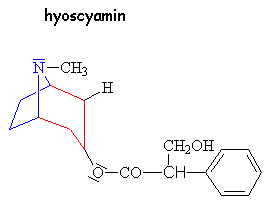 hyoscyamin
N—CH₃
H
CH₂OH
O—CO—CH